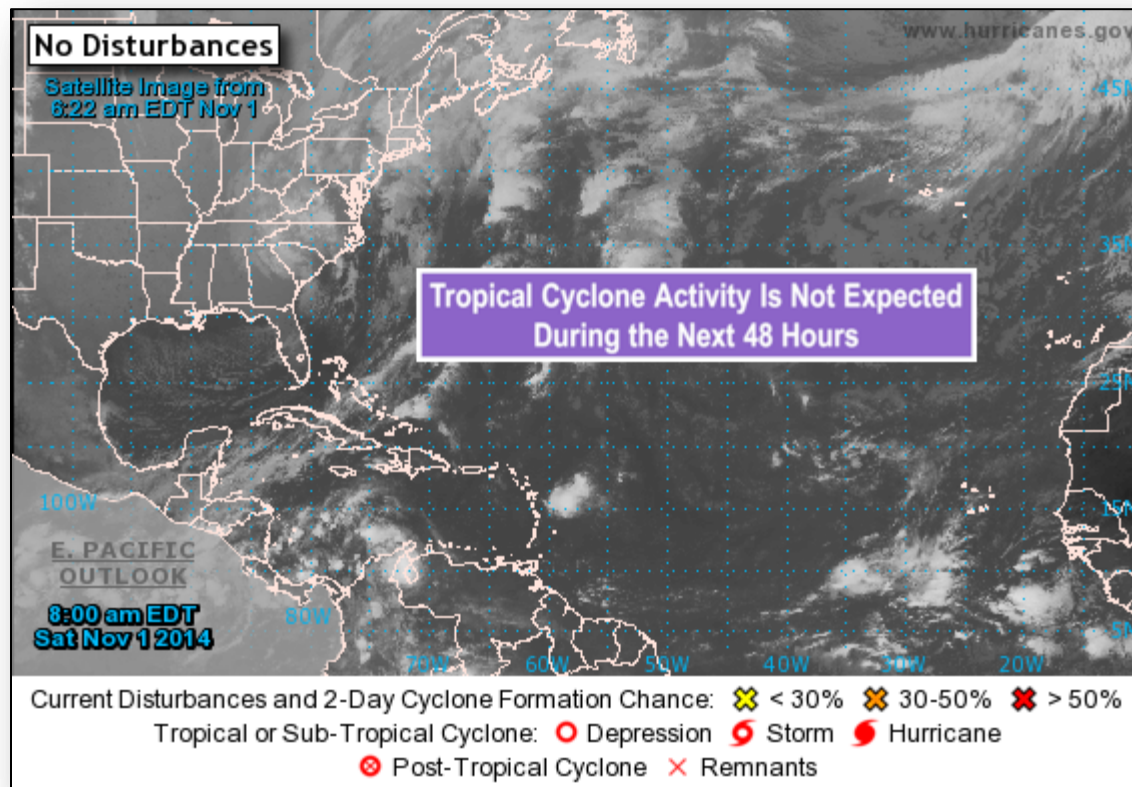 No Disturbances
www.hurricanes.gov
Satellite Image from
6:22 am EDT Nov 1
45N
35N
Tropical Cyclone Activity Is Not Expected
During the Next 48 Hours
25N
100W
15N
E. PACIFIC
OUTLOOK
8:00 am EDT
Sat Nov 1 2014
80W
5N
70W 60W 50W 40W 30W 20W
Current Disturbances and 2-Day Cyclone Formation Chance: < 30% 30-50% > 50%
Tropical or Sub-Tropical Cyclone: Depression Storm Hurricane
Post-Tropical Cyclone Remnants